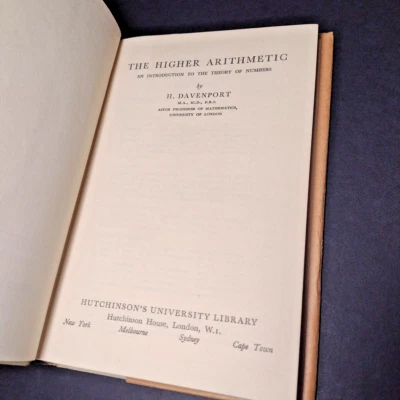 THE HIGHER ARITHMETIC
AN INTRODUCTION TO THE THEORY OF NUMBERS
by
H. DAVENPORT
M.A., SC.D., F.R.S.
ASTOR PROFESSOR OF MATHEMATICS,
UNIVERSITY OF LONDON
HUTCHINSON'S UNIVERSITY LIBRARY
Hutchinson House, London, W.1.
New York Melbourne Sydney Cape Town